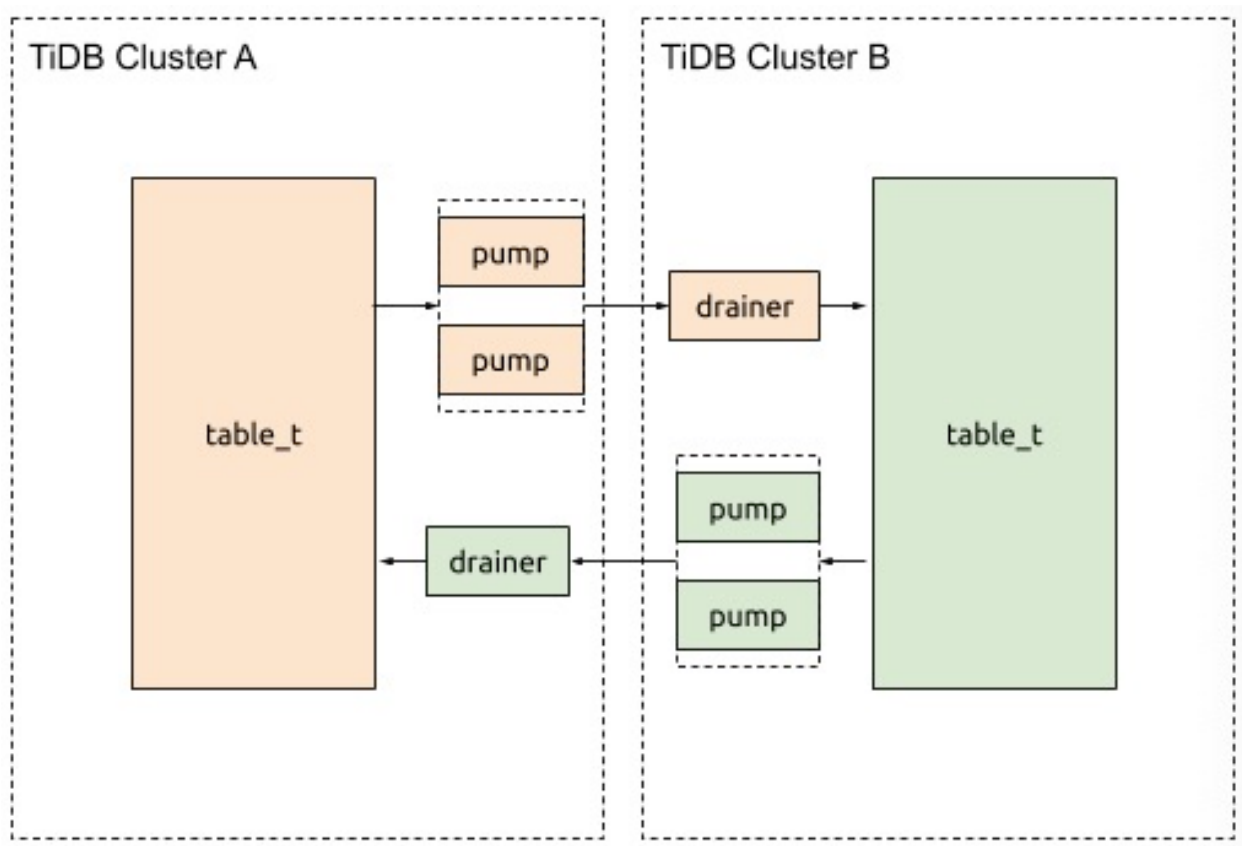 TiDB Cluster A
TiDB Cluster B
pump
pump
drainer
table_t
table_t
pump
drainer
pump